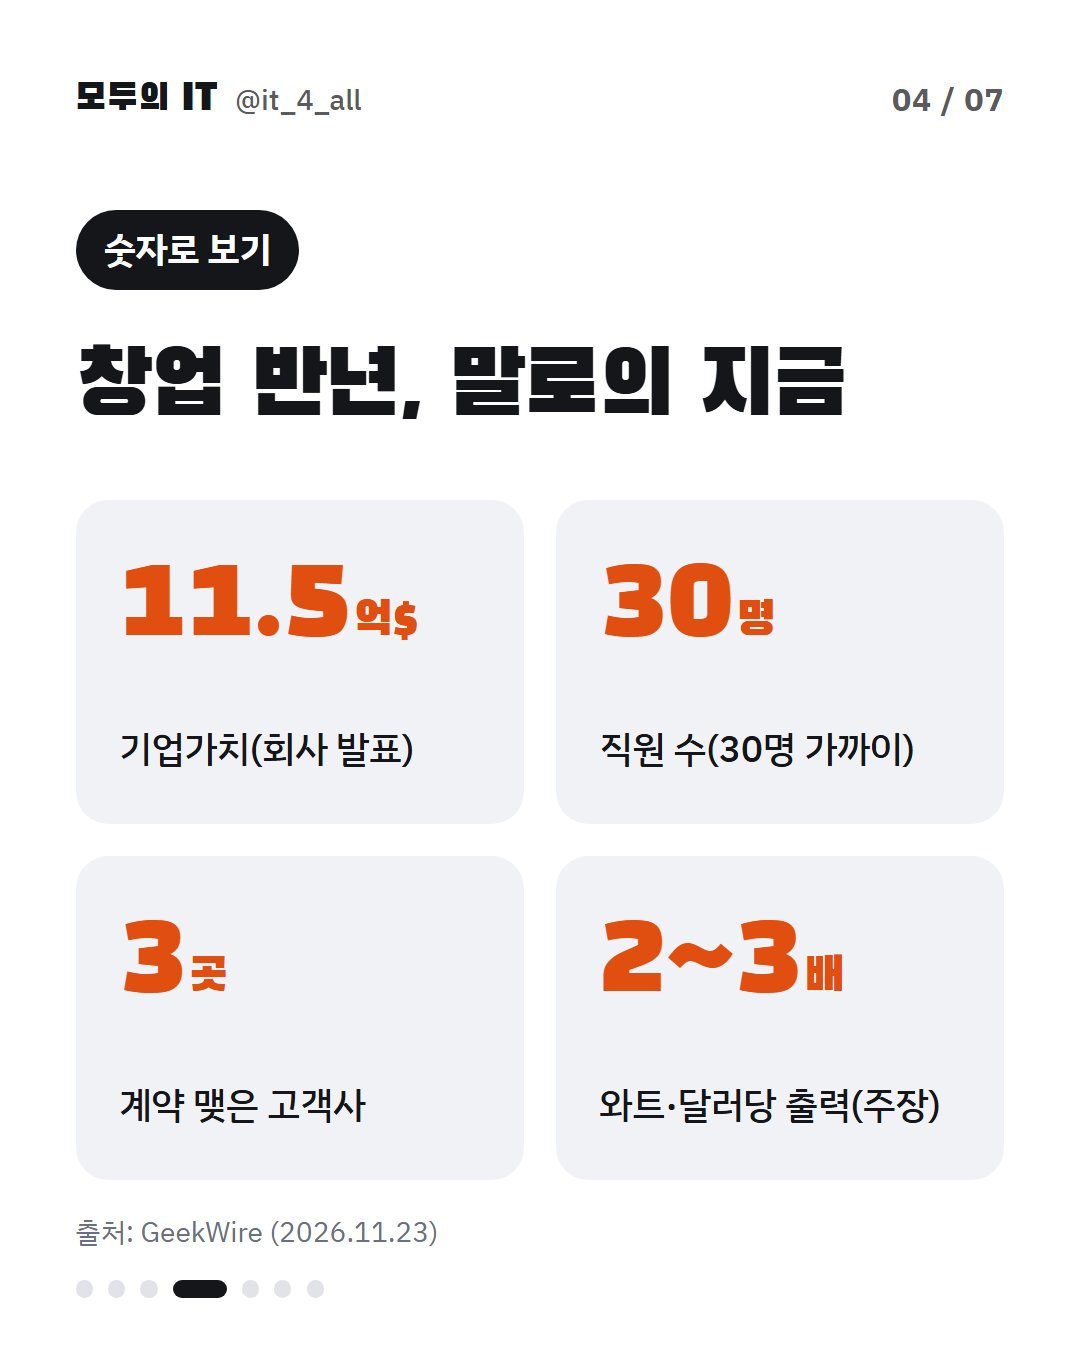 모두의 IT @it_4_all
04 / 07
숫자로 보기
창업 반년, 말로의 지금
11.5억$
기업가치(회사 발표)
30명
직원 수(30명 가까이)
3곳
계약 맺은 고객사
2~3배
와트·달러당 출력(주장)
출처: GeekWire (2026.11.23)